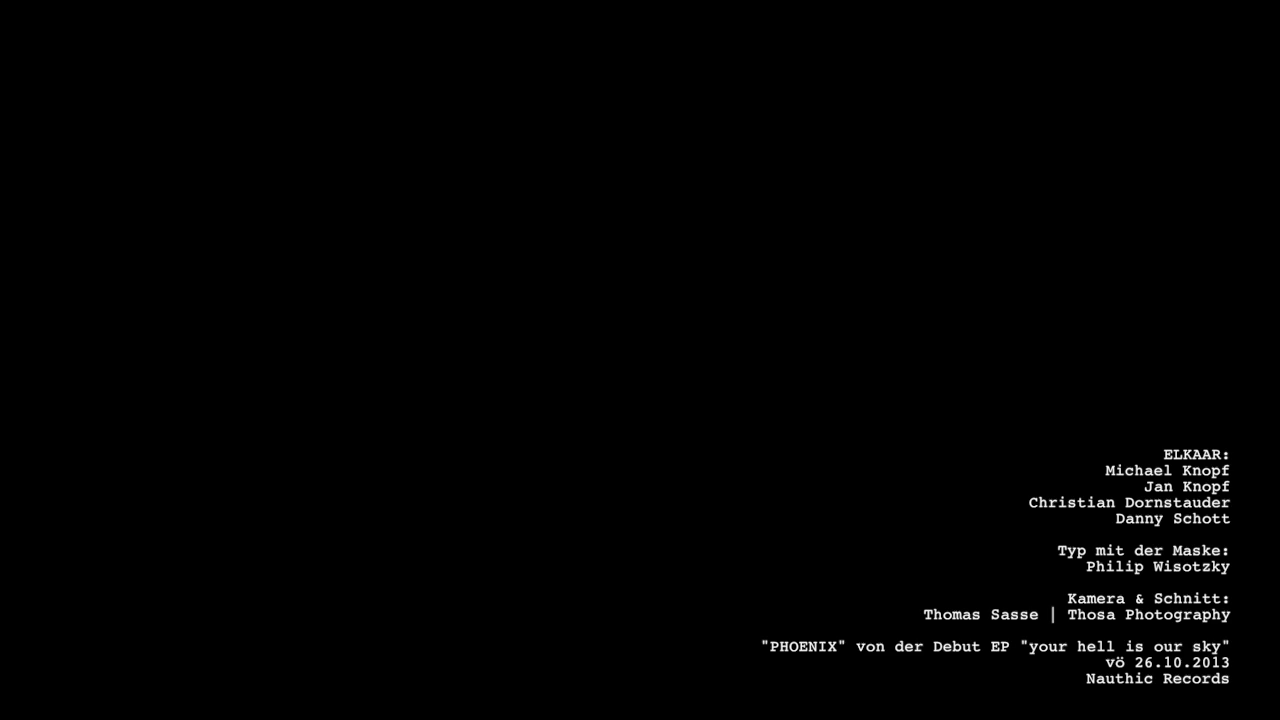 ELKAAR:
Michael Knopf
Jan Knopf
Christian Dornstauder
Danny Schott
Typ mit der Maske:
Philip Wisotzky
Kamera & Schnitt:
Thomas Sasse | Thosa Photography
"PHOENIX" von der Debut EP "your hell is our sky"
vö 26.10.2013
Nauthic Records